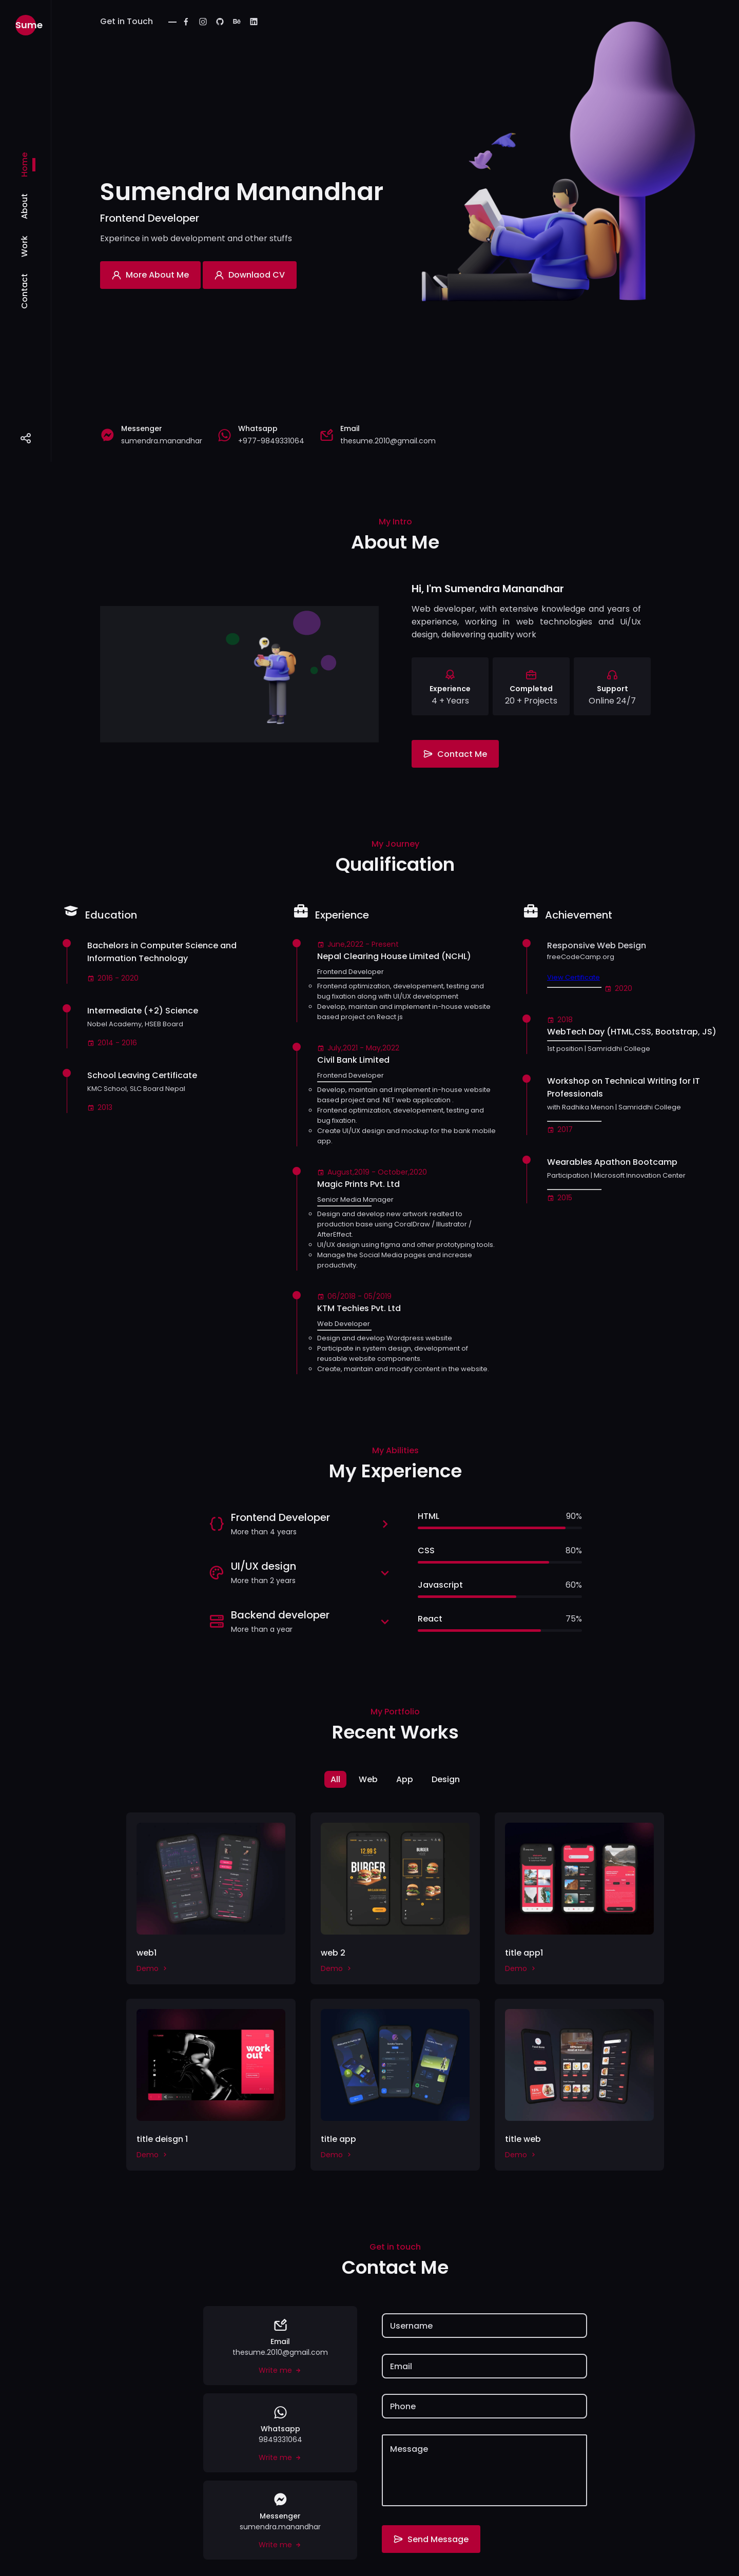 Sume
Get in Touch
Home
About
Work
Contact
Sumendra Manandhar
Frontend Developer
Experince in web development and other stuffs
More About Me
Downlaod CV
Messenger
sumendra.manandhar
Whatsapp
+977-9849331064
Email
thesume.2010@gmail.com
My Intro
About Me
Hi, I'm Sumendra Manandhar
Web developer, with extensive knowledge and years of
experience, working in web technologies and Ui/Ux
design, delievering quality work
Experience
4 + Years
Completed
20 + Projects
Support
Online 24/7
Contact Me
My Journey
Qualification
Education
Bachelors in Computer Science and
Information Technology
2016 - 2020
Intermediate (+2) Science
Nobel Academy, HSEB Board
2014 - 2016
School Leaving Certificate
KMC School, SLC Board Nepal
2013
Experience
June,2022 - Present
Nepal Clearing House Limited (NCHL)
Frontend Developer
Frontend optimization, developement, testing and
bug fixation along with UI/UX development
Develop, maintain and implement in-house website
based project on React js
July,2021 - May,2022
Civil Bank Limited
Frontend Developer
Develop, maintain and implement in-house website
based project and .NET web application .
Frontend optimization, developement, testing and
bug fixation.
Create UI/UX design and mockup for the bank mobile
app.
August,2019 - October,2020
Magic Prints Pvt. Ltd
Senior Media Manager
Design and develop new artwork realted to
production base using CoralDraw / Illustrator /
AfterEffect.
UI/UX design using figma and other prototyping tools.
Manage the Social Media pages and increase
productivity.
06/2018 - 05/2019
KTM Techies Pvt. Ltd
Web Developer
Design and develop Wordpress website
Participate in system design, development of
reusable website components.
Create, maintain and modify content in the website.
Achievement
Responsive Web Design
freeCodeCamp.org
2020
2018
WebTech Day (HTML,CSS, Bootstrap, JS)
1st position | Samriddhi College
Workshop on Technical Writing for IT
Professionals
with Radhika Menon | Samriddhi College
2017
Wearables Apathon Bootcamp
Participation | Microsoft Innovation Center
2015
My Abilities
My Experience
Frontend Developer
More than 4 years
UI/UX design
More than 2 years
Backend developer
More than a year
HTML 90%
CSS 80%
Javascript 60%
React 75%
My Portfolio
Recent Works
All Web App Design
12.99 $
BURGER
BURGER
web1
Demo
web 2
Demo
title app1
Demo
work
out
title deisgn 1
Demo
title app
Demo
title web
Demo
Get in touch
Contact Me
Email
thesume.2010@gmail.com
Write me
Whatsapp
9849331064
Write me
Messenger
sumendra.manandhar
Write me
Username
Email
Phone
Message
Send Message